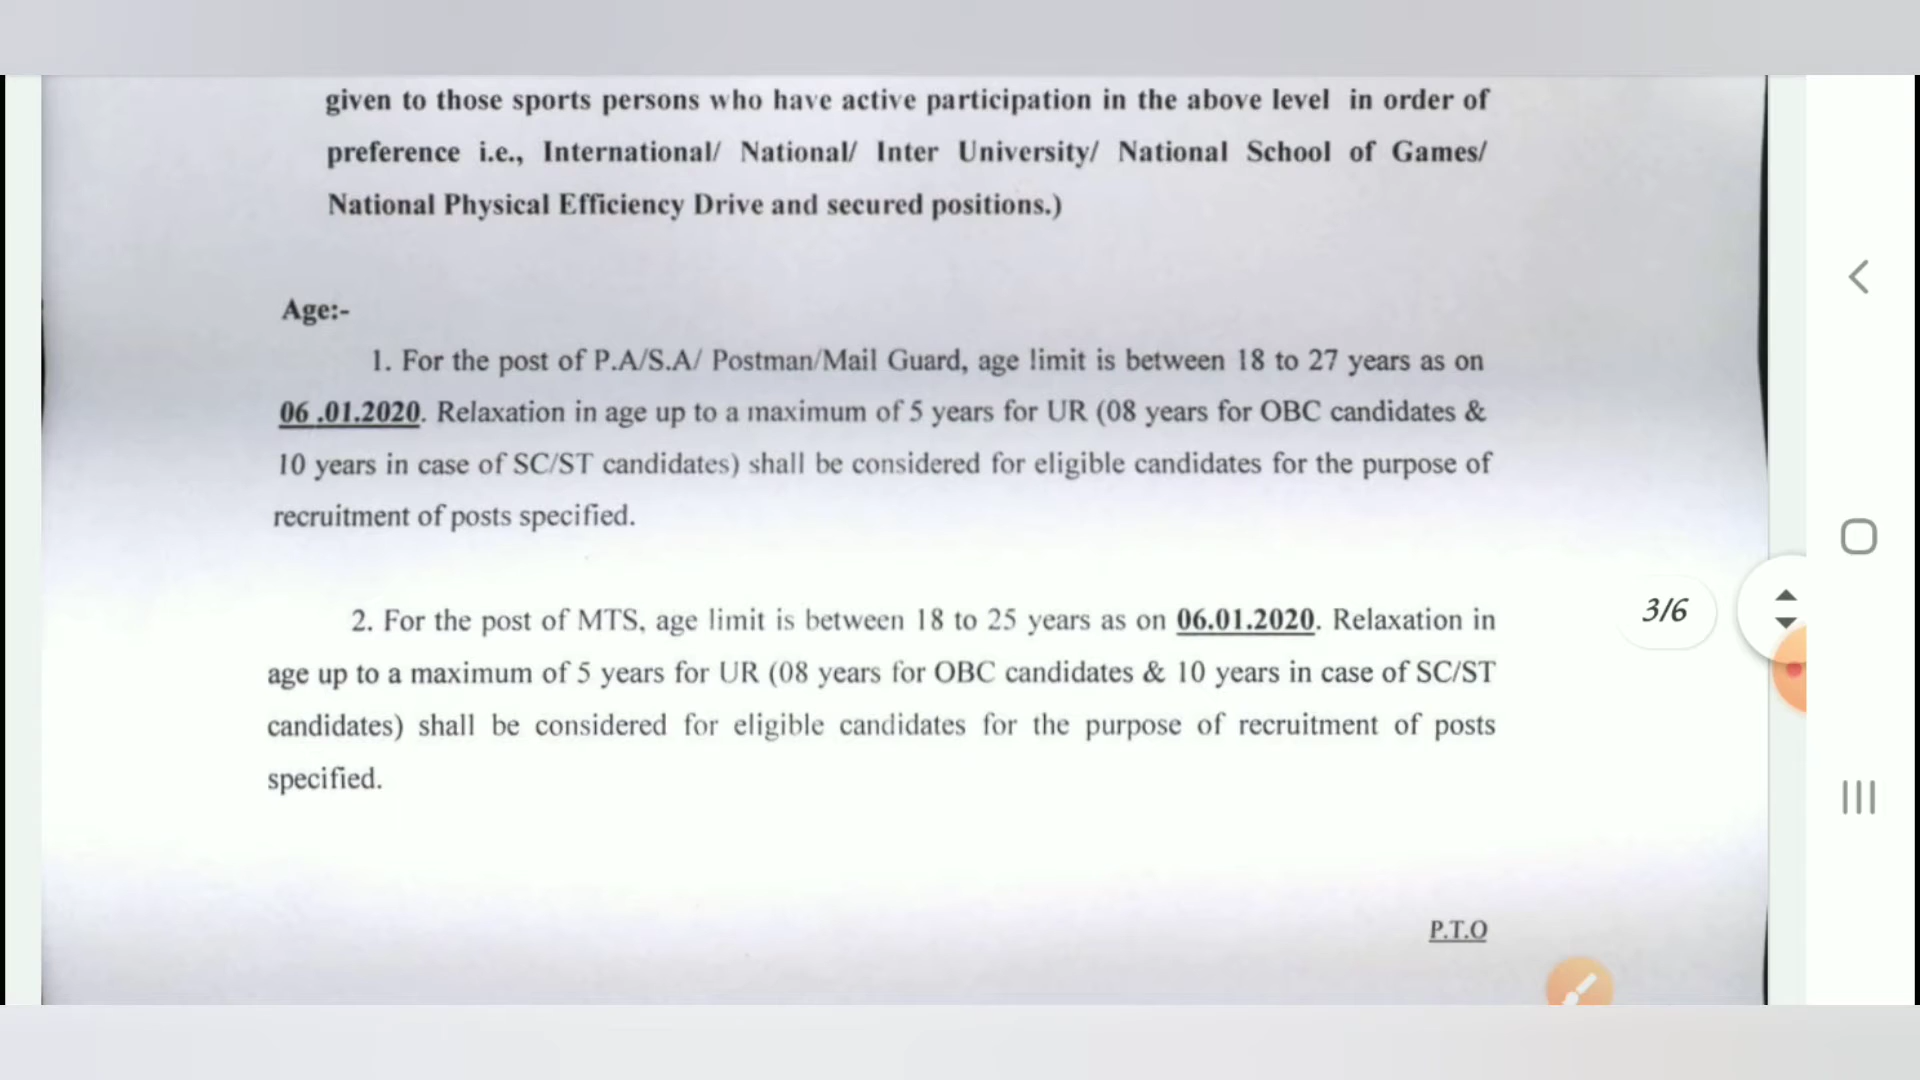 given to those sports persons who have active participation in the above level in order of
preference i.e., International/ National/ Inter University/ National School of Games/
National Physical Efficiency Drive and secured positions.)
Age:-
1. For the post of P.A/S.A/ Postman/Mail Guard, age limit is between 18 to 27 years as on
06 .01.2020. Relaxation in age up to a maximum of 5 years for UR (08 years for OBC candidates &
10 years in case of SC/ST candidates) shall be considered for eligible candidates for the purpose of
recruitment of posts specified.
2. For the post of MTS, age limit is between 18 to 25 years as on 06.01.2020. Relaxation in
age up to a maximum of 5 years for UR (08 years for OBC candidates & 10 years in case of SC/ST
candidates) shall be considered for eligible candidates for the purpose of recruitment of posts
specified.
3/6
P.T.O